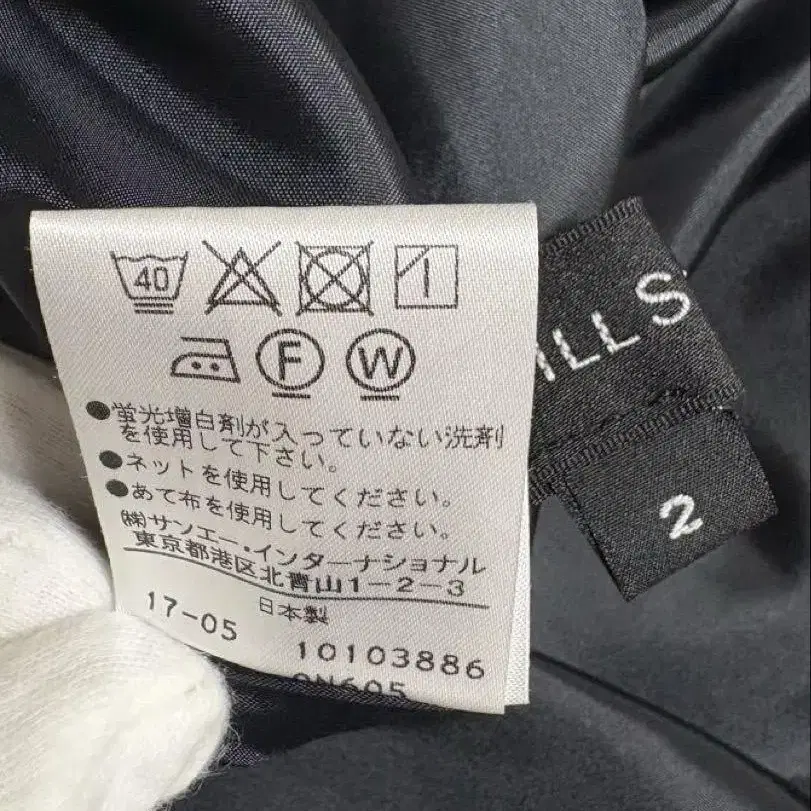 40
F
W
●蛍光増白剤が入っていない洗剤
を使用して下さい。
●ネットを使用してください。
●あて布を使用してください。
㈱サンエー・インターナショナル
東京都港区北青山1-2-3
日本製
17-05
10103886
ILL S
2